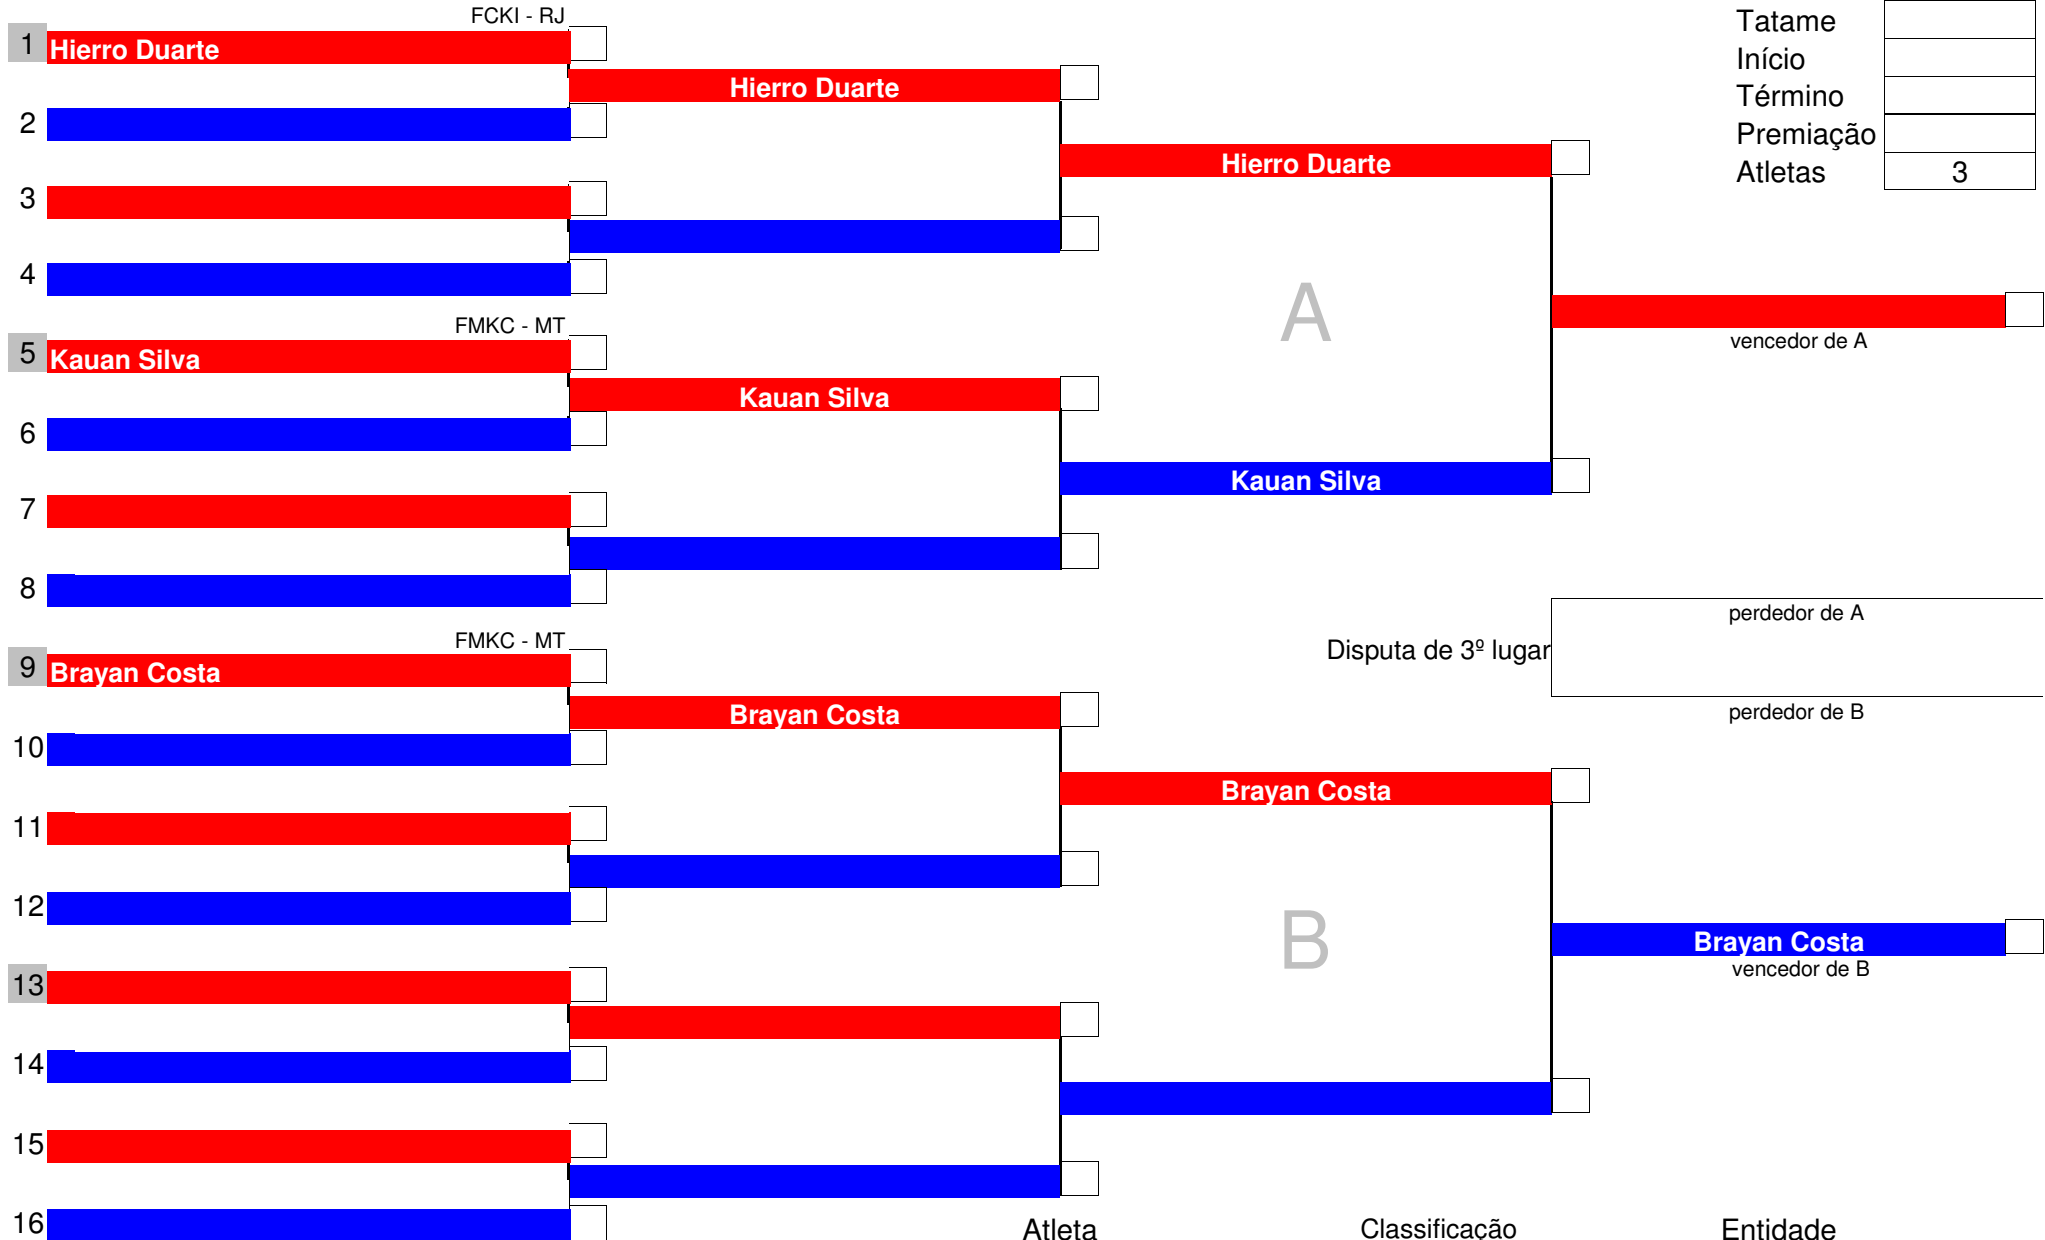 FCKI - RJ
Tatame
1 Hierro Duarte
Início
Hierro Duarte
Término
2
Premiação
Hierro Duarte
Atletas 3
3
4
A
FMKC - MT
vencedor de A
5 Kauan Silva
Kauan Silva
6
Kauan Silva
7
8
perdedor de A
FMKC - MT
Disputa de 3º lugar
9 Brayan Costa
Brayan Costa
perdedor de B
10
Brayan Costa
11
12
B
Brayan Costa
vencedor de B
13
14
15
16
Atleta Classificação Entidade